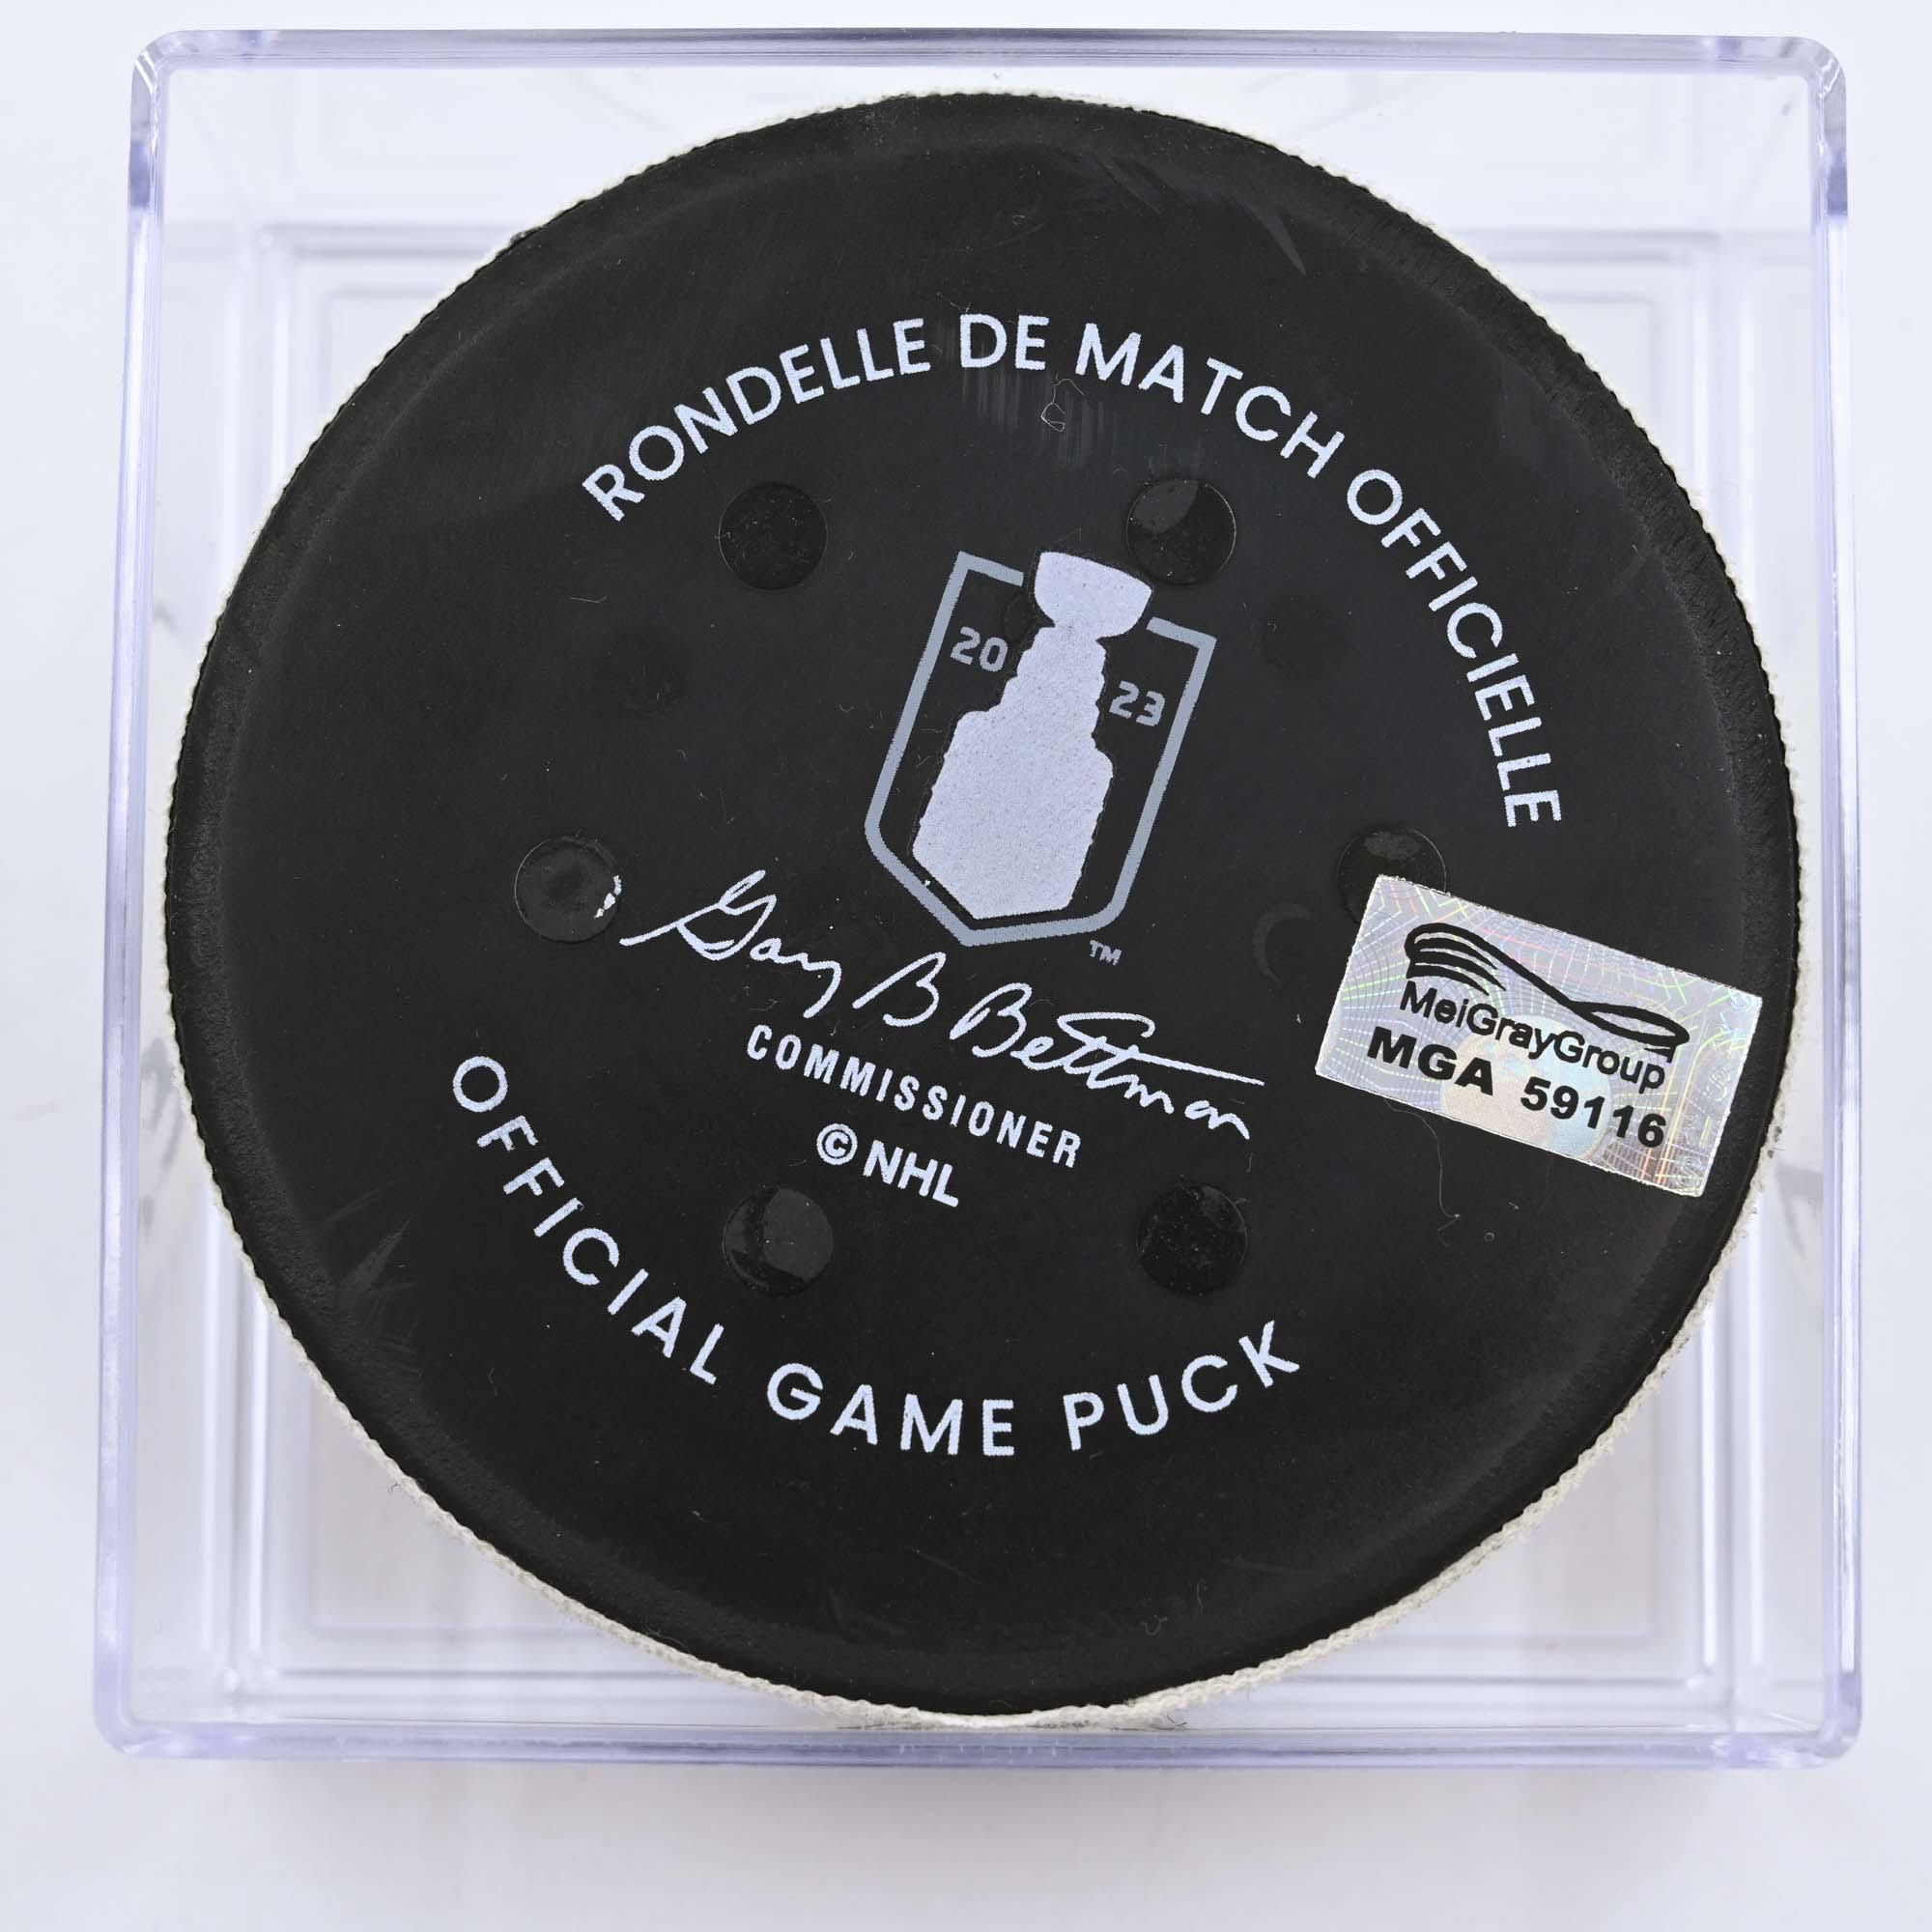 RONDELLE DE MATCH OFFICIELLE
20 23
TM
Gary B Bettman
COMMISSIONER
© NHL
OFFICIAL GAME PUCK
MeiGrayGroup
MGA 59116